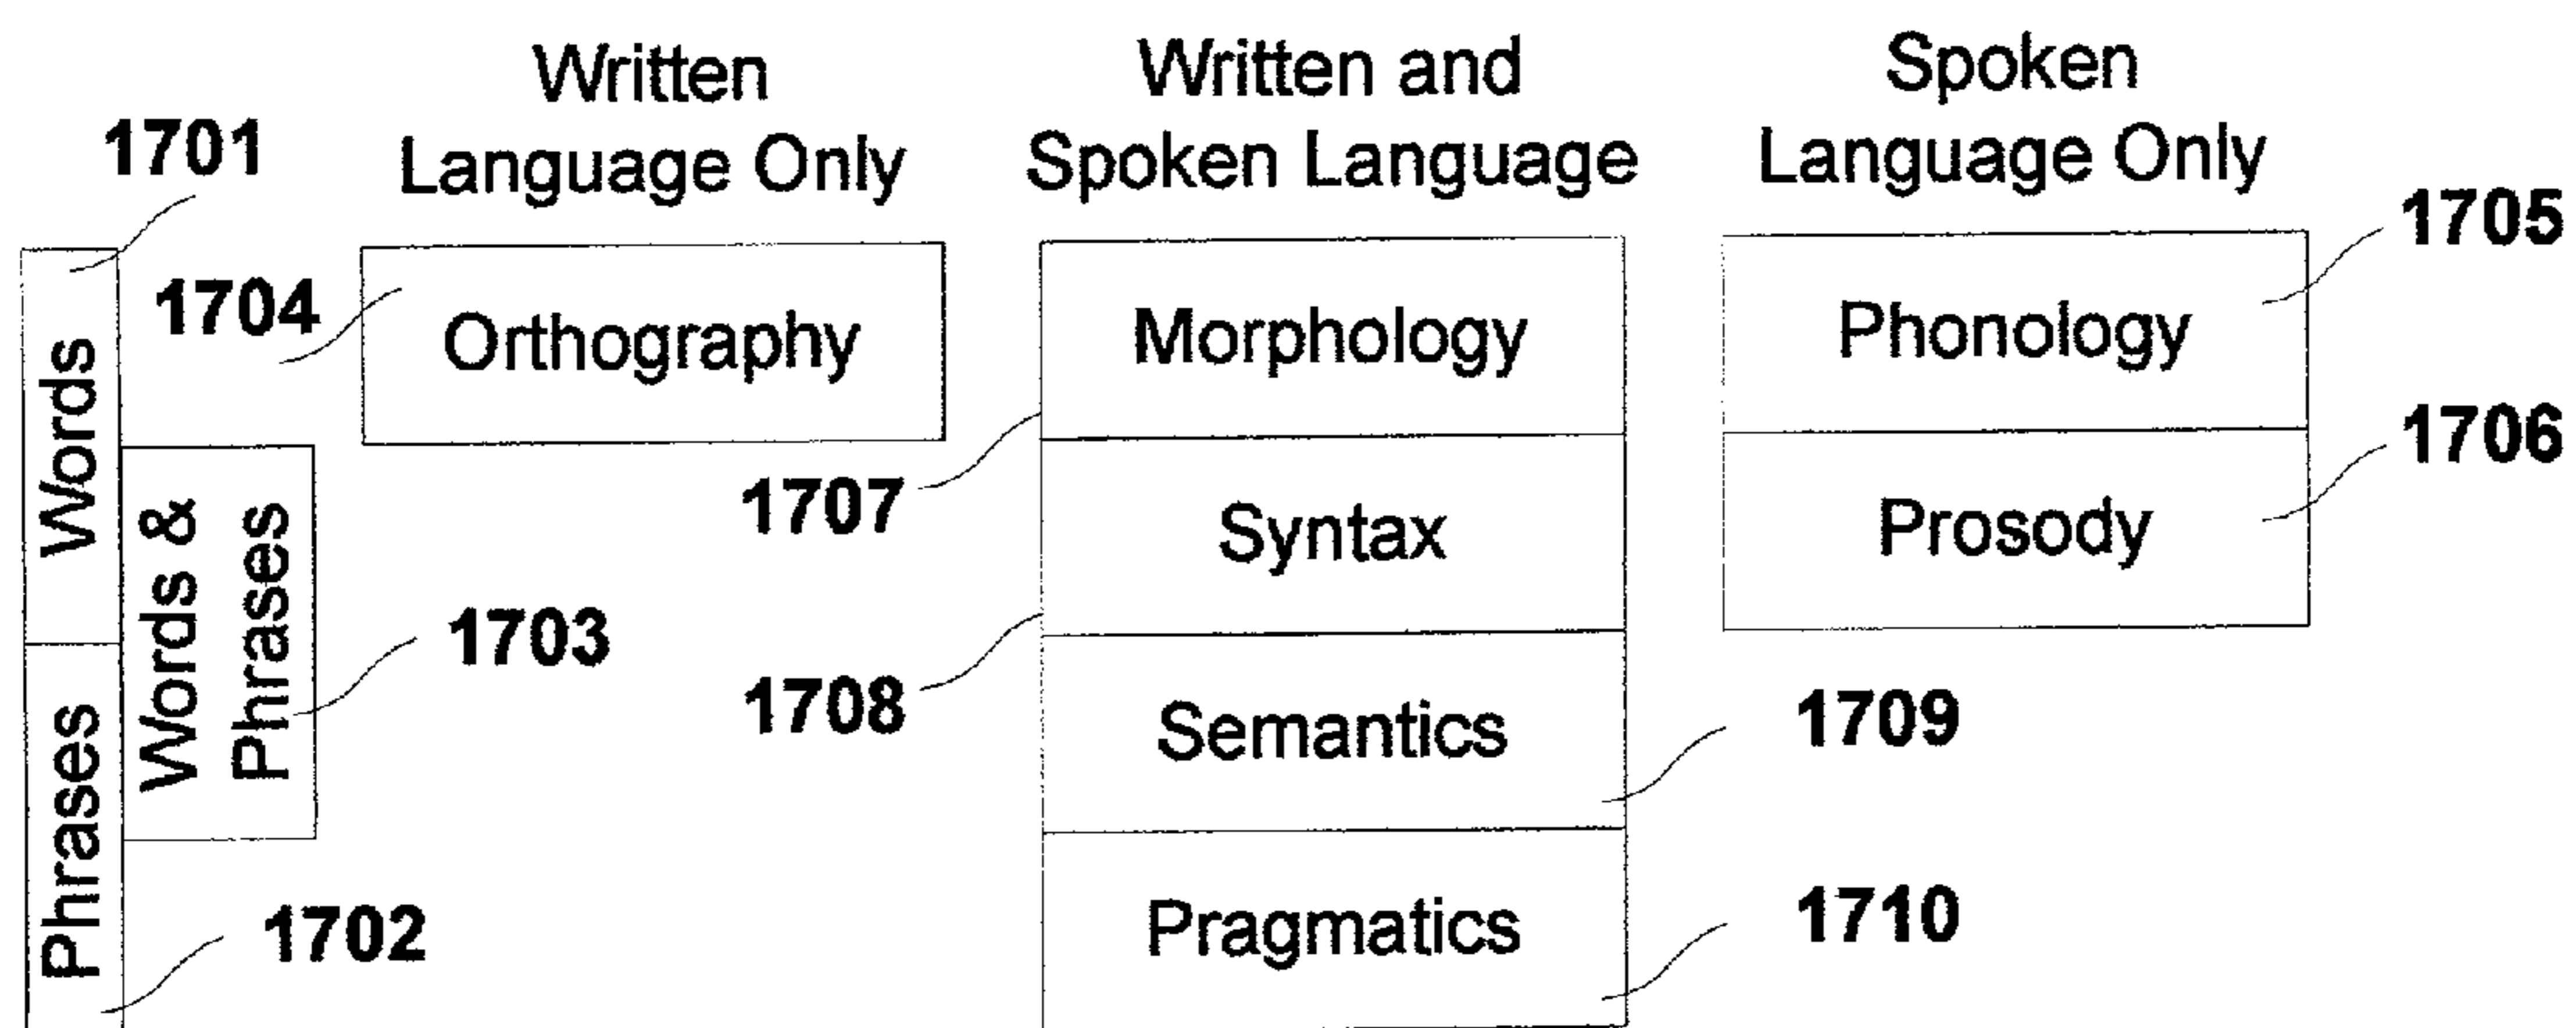 Written
Language Only
Written and
Spoken Language
Spoken
Language Only
1701
1704
1705
1706
Words
Words &
Phrases
Phrases
1703
1702
Orthography
Morphology
Phonology
1707
Syntax
Prosody
1708
Semantics
1709
Pragmatics
1710